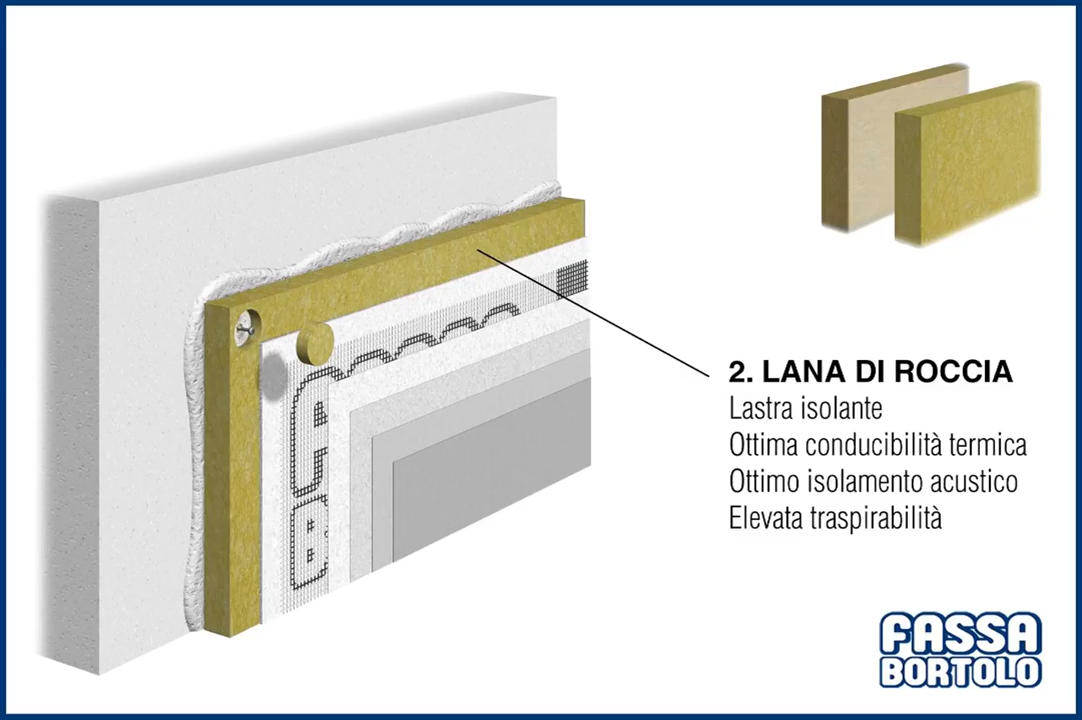 2. LANA DI ROCCIA
Lastra isolante
Ottima conducibilità termica
Ottimo isolamento acustico
Elevata traspirabilità
FASSA
BORTOLO